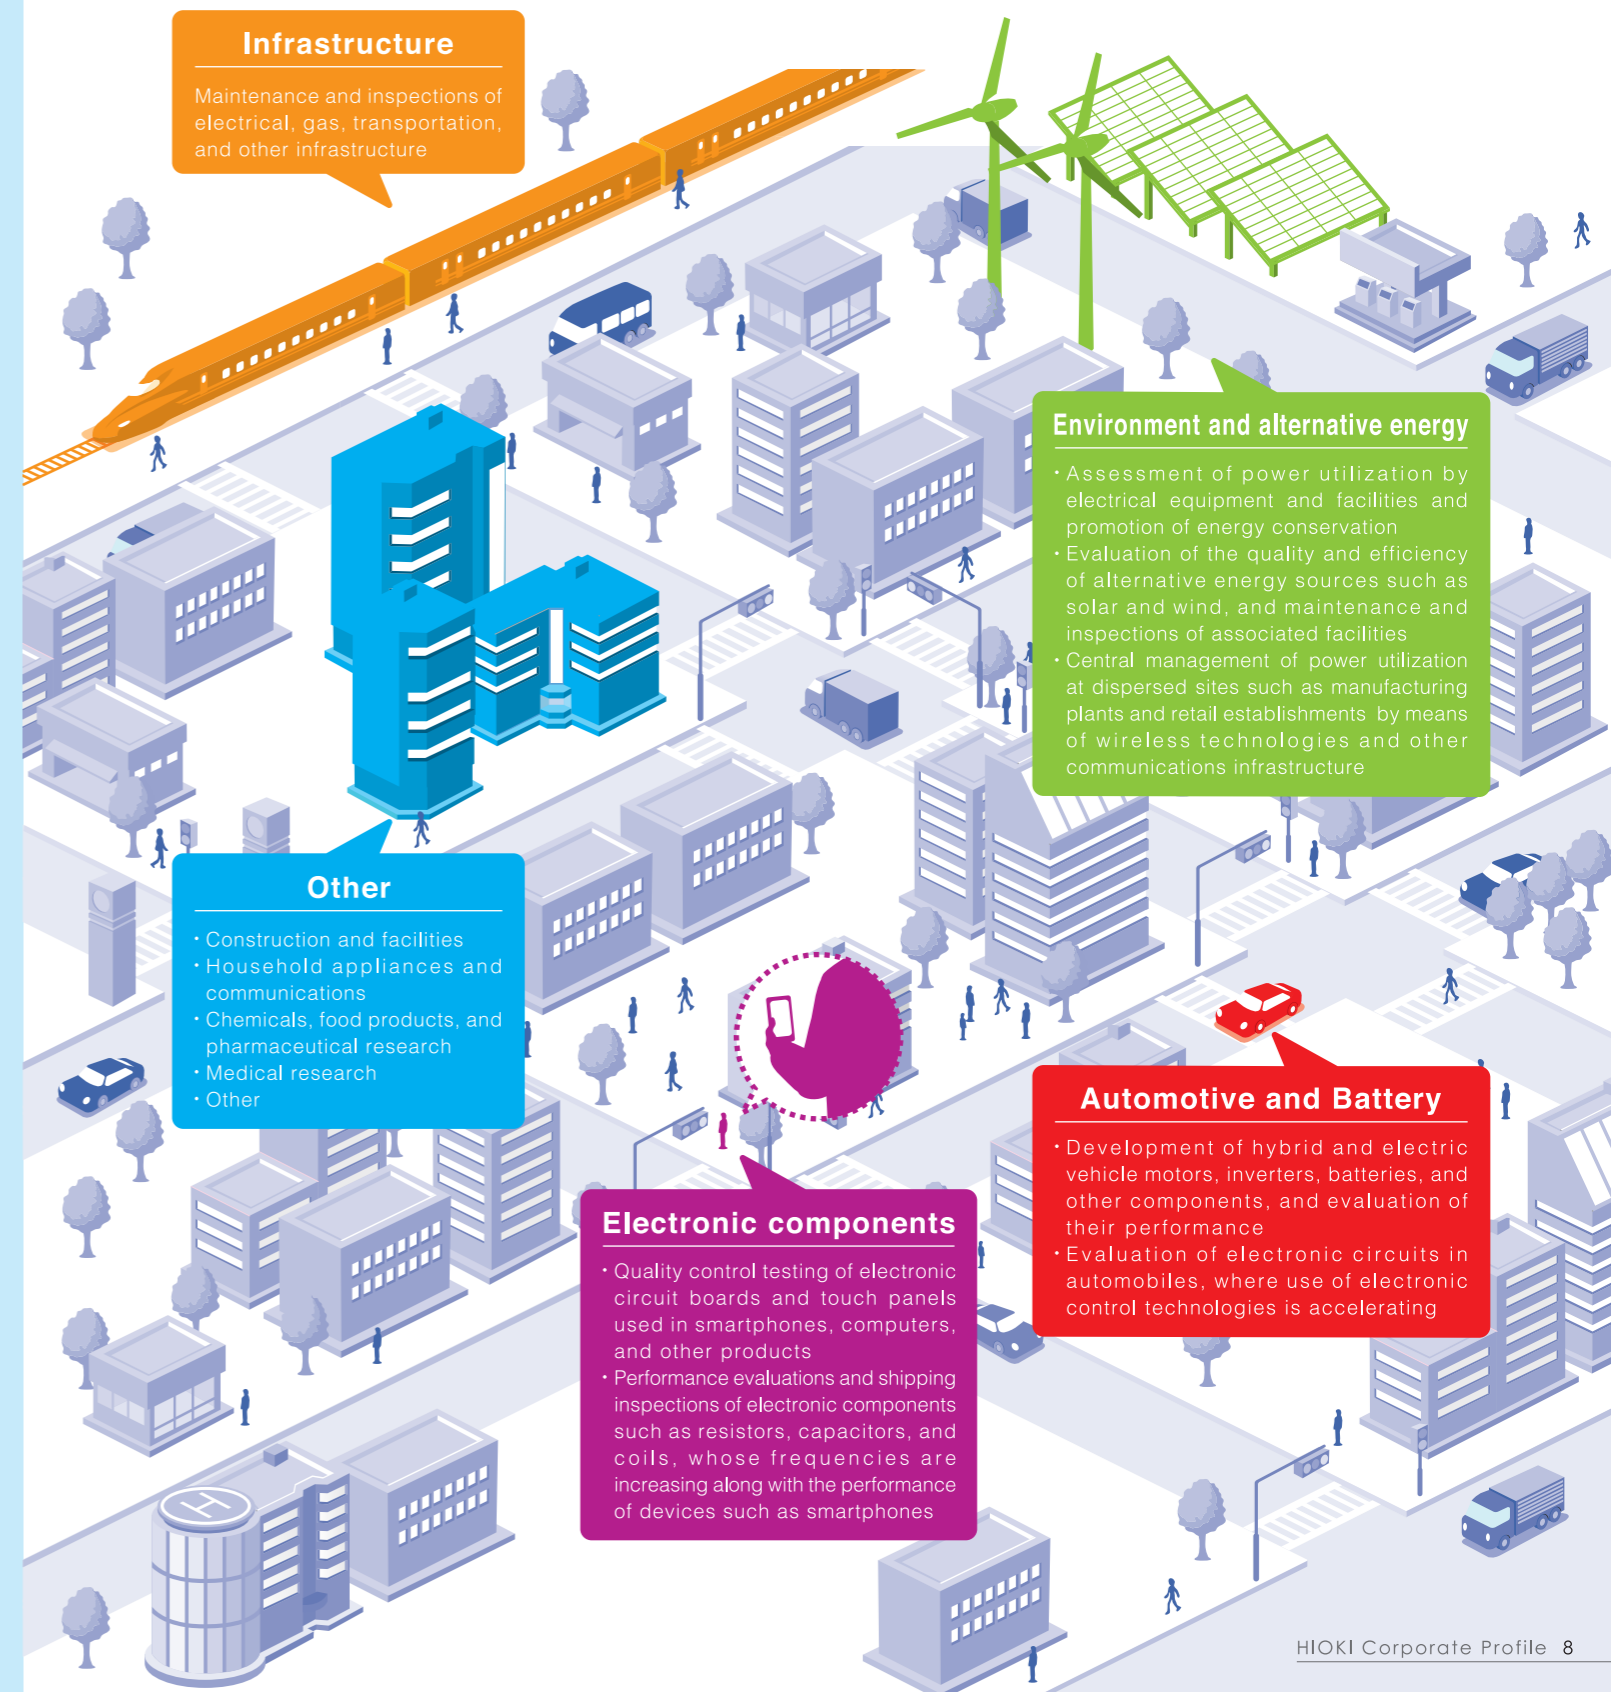 Infrastructure
Maintenance and inspections of
electrical, gas, transportation,
and other infrastructure
Environment and alternative energy
・Assessment of power utilization by
electrical equipment and facilities and
promotion of energy conservation
・Evaluation of the quality and efficiency
of alternative energy sources such as
solar and wind, and maintenance and
inspections of associated facilities
・Central management of power utilization
at dispersed sites such as manufacturing
plants and retail establishments by means
of wireless technologies and other
communications infrastructure
Other
・Construction and facilities
・Household appliances and
communications
・Chemicals, food products, and
pharmaceutical research
・Medical research
・Other
Automotive and Battery
・Development of hybrid and electric
vehicle motors, inverters, batteries, and
other components, and evaluation of
their performance
・Evaluation of electronic circuits in
automobiles, where use of electronic
control technologies is accelerating
Electronic components
・Quality control testing of electronic
circuit boards and touch panels
used in smartphones, computers,
and other products
・Performance evaluations and shipping
inspections of electronic components
such as resistors, capacitors, and
coils, whose frequencies are
increasing along with the performance
of devices such as smartphones
H
HIOKI Corporate Profile 8